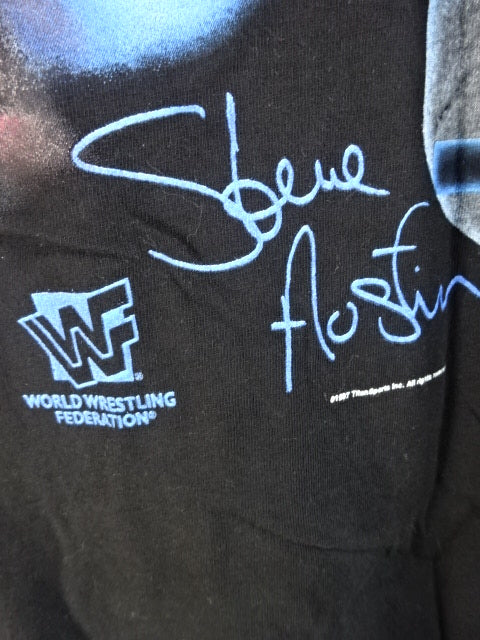 Steve
Austin
WF
WORLD WRESTLING
FEDERATION®
©1997 Titansports Inc. All rights